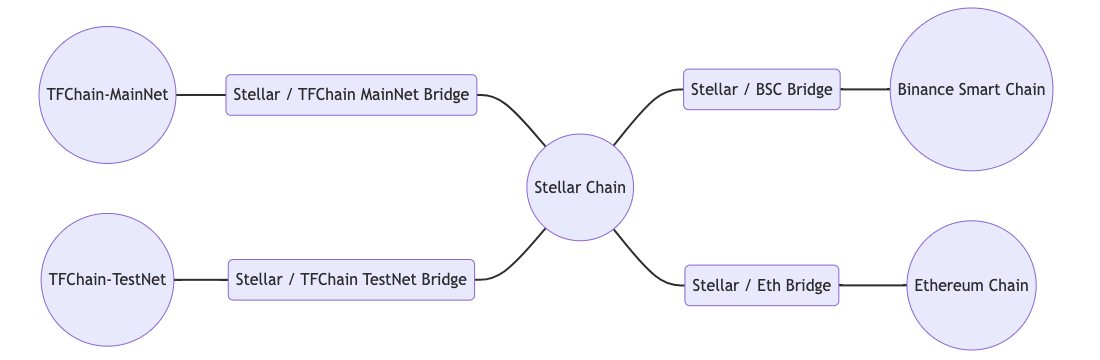 TFChain-MainNet
Stellar / TFChain MainNet Bridge
Stellar / BSC Bridge
Binance Smart Chain
Stellar Chain
TFChain-TestNet
Stellar / TFChain TestNet Bridge
Stellar / Eth Bridge
Ethereum Chain